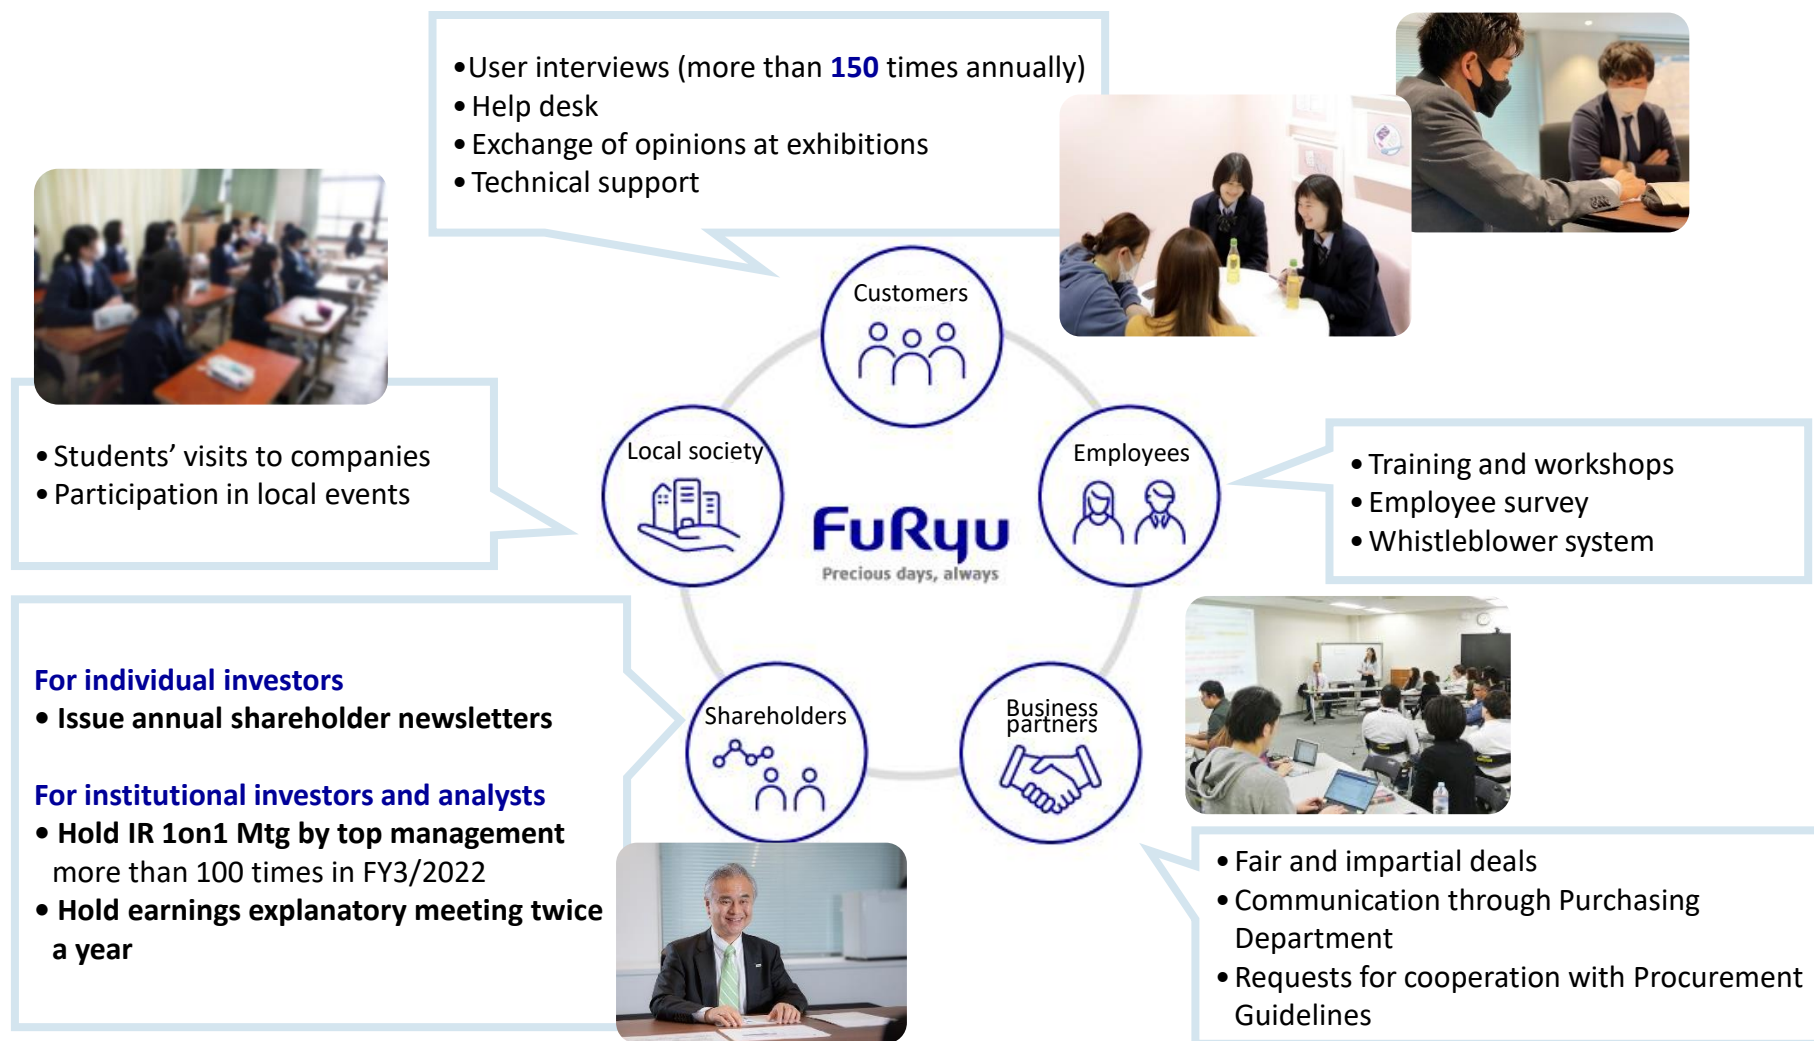 •User interviews (more than 150 times annually)
•Help desk
•Exchange of opinions at exhibitions
•Technical support
Customers
Local society
Employees
•Students’ visits to companies
•Participation in local events
•Training and workshops
•Employee survey
•Whistleblower system
FuRyu
Precious days, always
For individual investors
• Issue annual shareholder newsletters
For institutional investors and analysts
• Hold IR 1on1 Mtg by top management
more than 100 times in FY3/2022
• Hold earnings explanatory meeting twice
a year
Shareholders
Business
partners
•Fair and impartial deals
•Communication through Purchasing
Department
•Requests for cooperation with Procurement
Guidelines